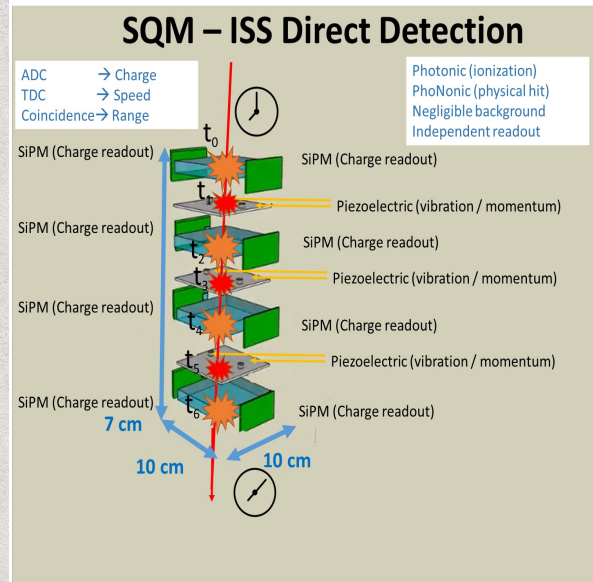 SQM – ISS Direct Detection
ADC → Charge
TDC → Speed
Coincidence → Range
Photonic (ionization)
PhoNonic (physical hit)
Negligible background
Independent readout
t0
SiPM (Charge readout)
SiPM (Charge readout)
t1
Piezoelectric (vibration / momentum)
SiPM (Charge readout)
SiPM (Charge readout)
t2
t3
Piezoelectric (vibration / momentum)
SiPM (Charge readout)
SiPM (Charge readout)
t4
t5
Piezoelectric (vibration / momentum)
SiPM (Charge readout)
SiPM (Charge readout)
t6
7 cm
10 cm
10 cm